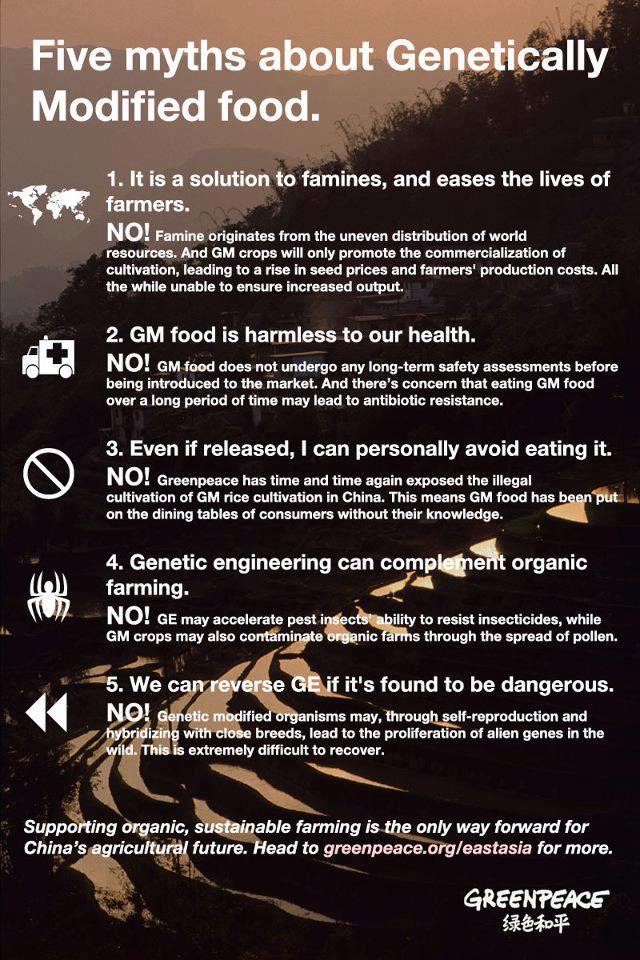 Five myths about Genetically
Modified food.
1. It is a solution to famines, and eases the lives of
farmers.
NO! Famine originates from the uneven distribution of world
resources. And GM crops will only promote the commercialization of
cultivation, leading to a rise in seed prices and farmers' production costs. All
the while unable to ensure increased output.
2. GM food is harmless to our health.
NO! GM food does not undergo any long-term safety assessments before
being introduced to the market. And there's concern that eating GM food
over a long period of time may lead to antibiotic resistance.
3. Even if released, I can personally avoid eating it.
NO! Greenpeace has time and time again exposed the illegal
cultivation of GM rice cultivation in China. This means GM food has been put
on the dining tables of consumers without their knowledge.
4. Genetic engineering can complement organic
farming.
NO! GE may accelerate pest insects' ability to resist insecticides, while
GM crops may also contaminate organic farms through the spread of pollen.
5. We can reverse GE if it's found to be dangerous.
NO! Genetic modified organisms may, through self-reproduction and
hybridizing with close breeds, lead to the proliferation of alien genes in the
wild. This is extremely difficult to recover.
Supporting organic, sustainable farming is the only way forward for
China's agricultural future. Head to greenpeace.org/eastasia for more.
GREENPEACE
绿色和平